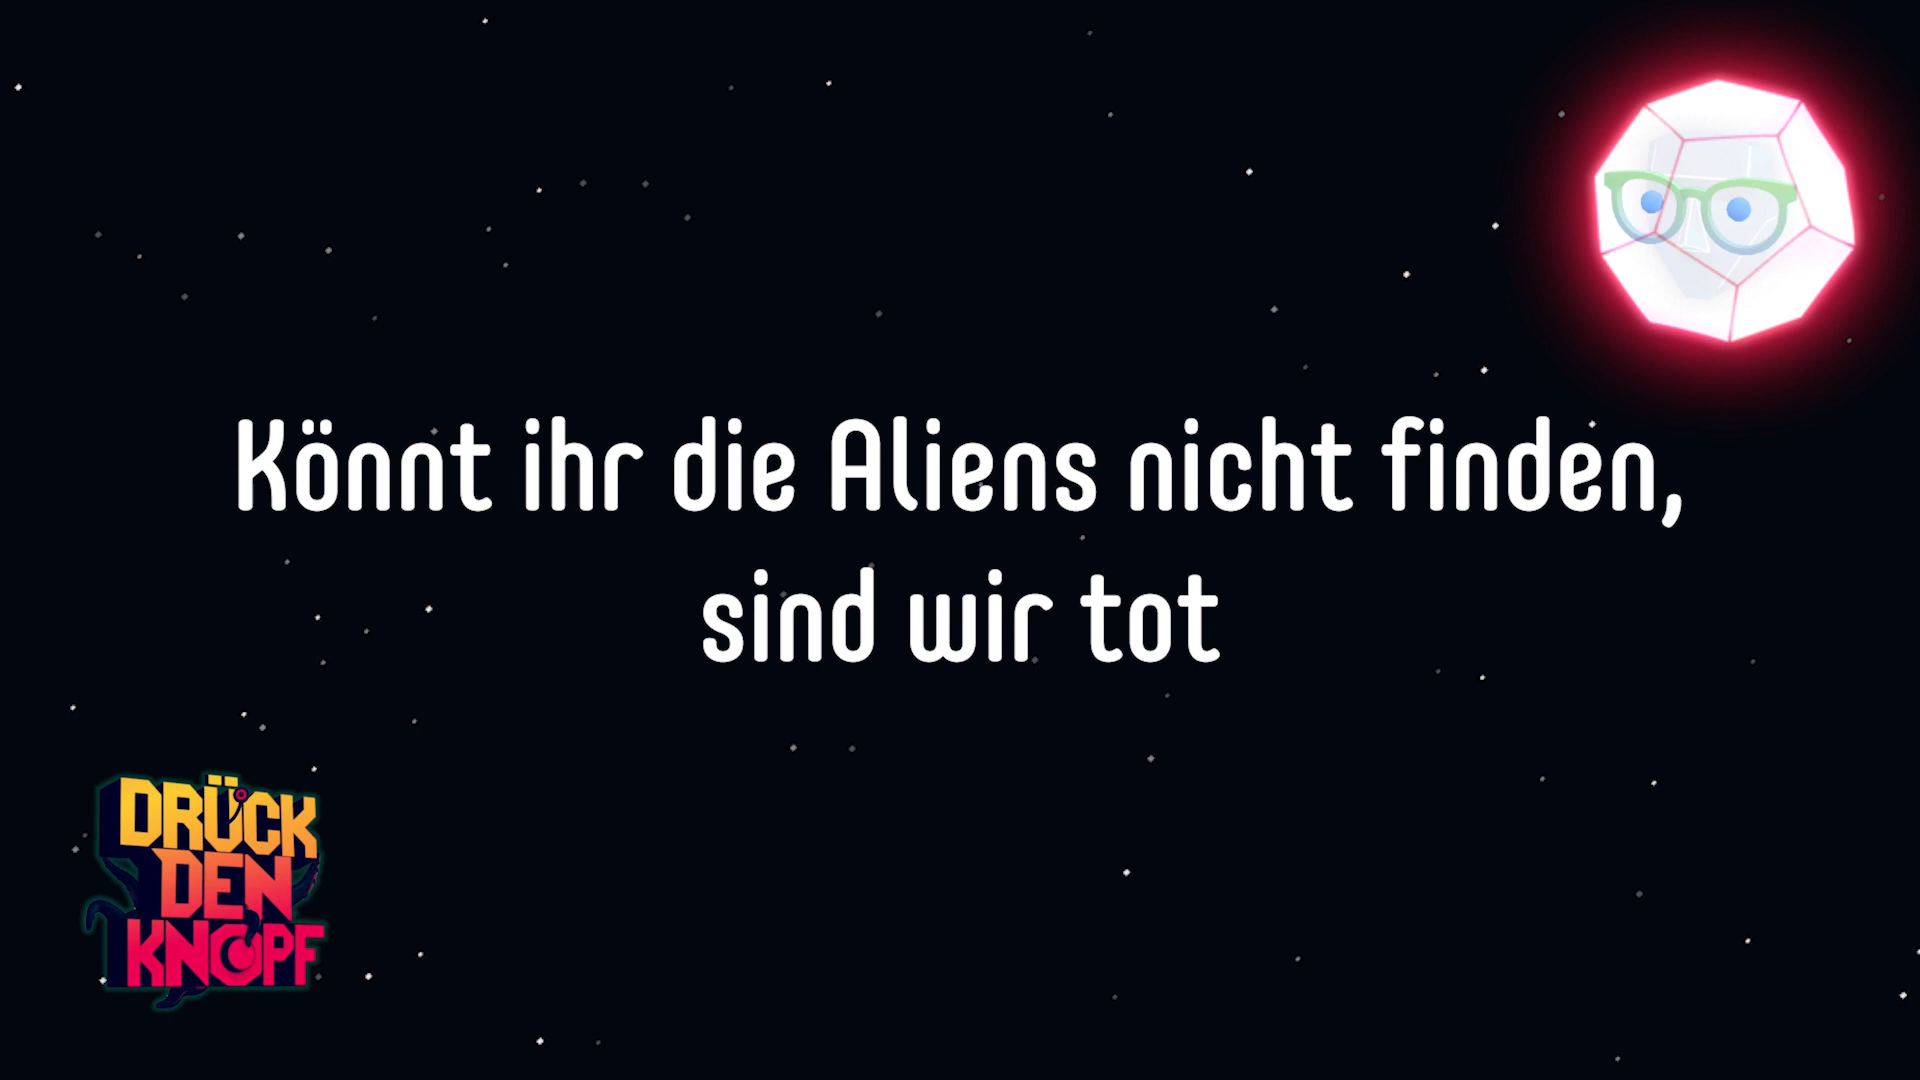 Könnt ihr die Aliens nicht finden,
sind wir tot
DRÜCK
DEN
KNOPF